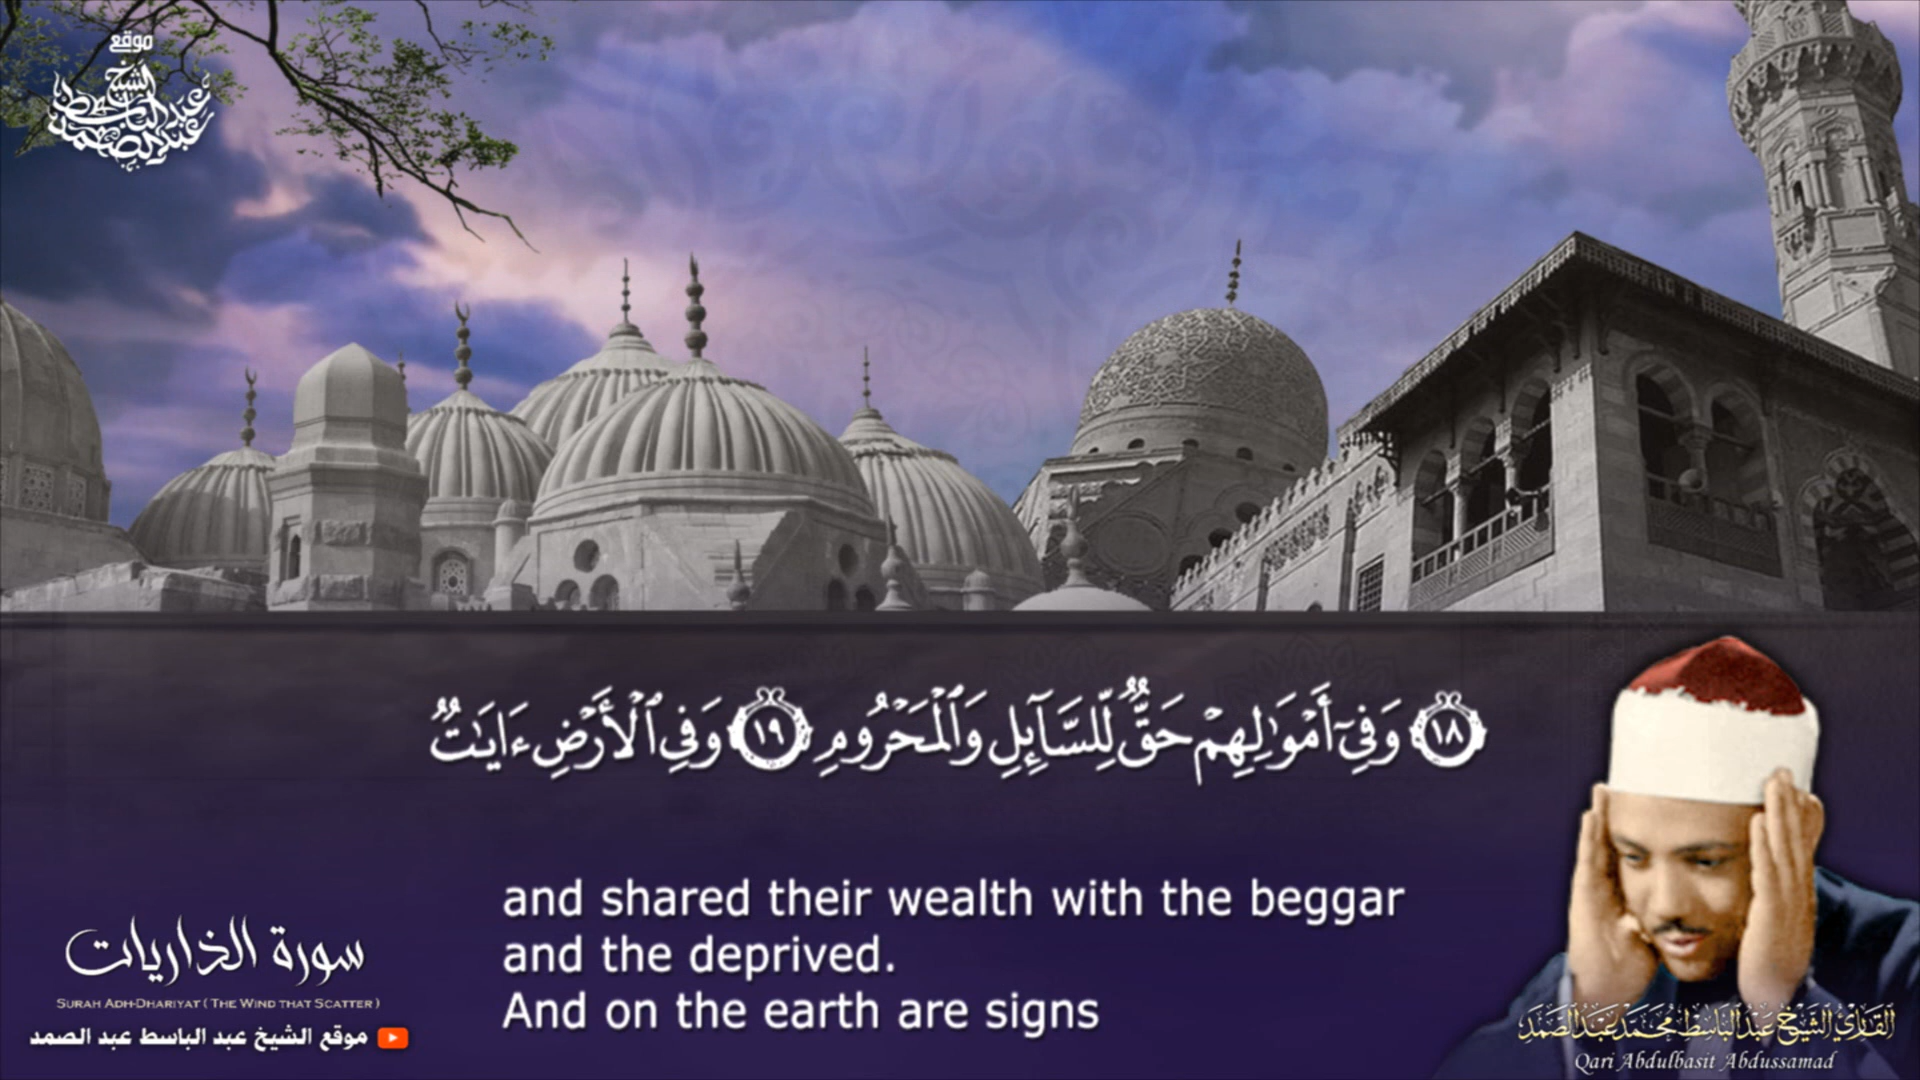 موقع
الشيخ
عبد الباسط
عبد الصمد
۝١٨ وَفِىٓ أَمْوَٰلِهِمْ حَقٌّ لِّلسَّآئِلِ وَٱلْمَحْرُومِ ۝١٩ وَفِى ٱلْأَرْضِ ءَايَـٰتٌ
and shared their wealth with the beggar
and the deprived.
And on the earth are signs
سورة الذاريات
SURAH ADH-DHARIYAT ( THE WIND THAT SCATTER )
موقع الشيخ عبد الباسط عبد الصمد
القارئ الشيخ عبد الباسط محمد عبد الصمد
Qari Abdulbasit Abdussamad